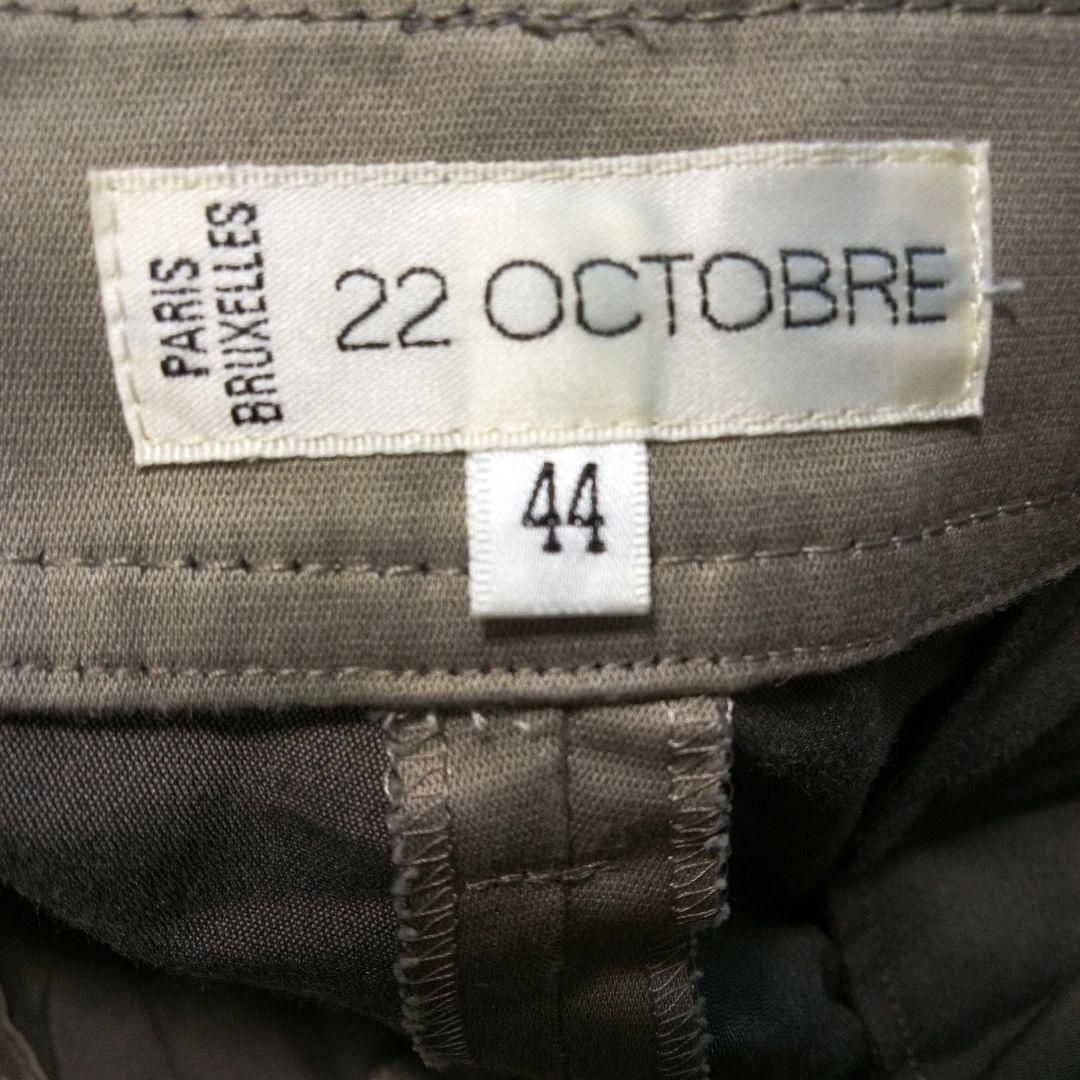 PARIS
BRUXELLES
22 OCTOBRE
44